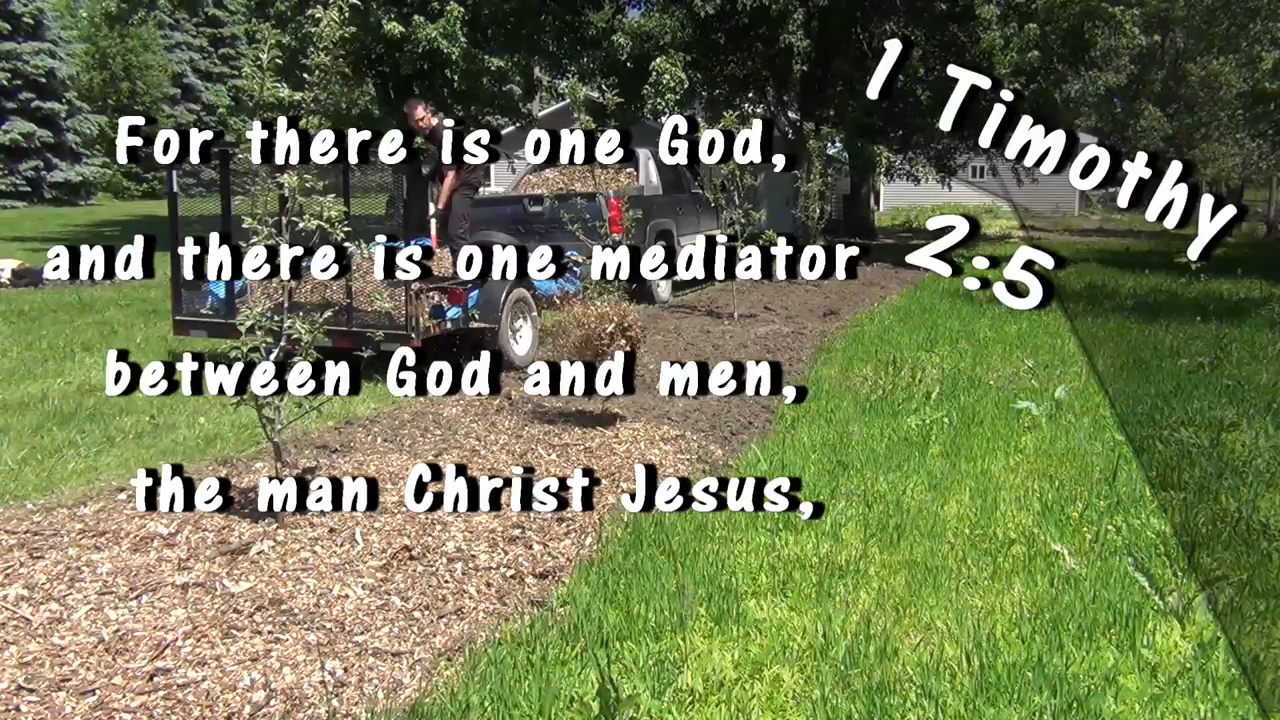 For there is one God,
and there is one mediator
between God and men,
the man Christ Jesus,
1 Timothy
2:5